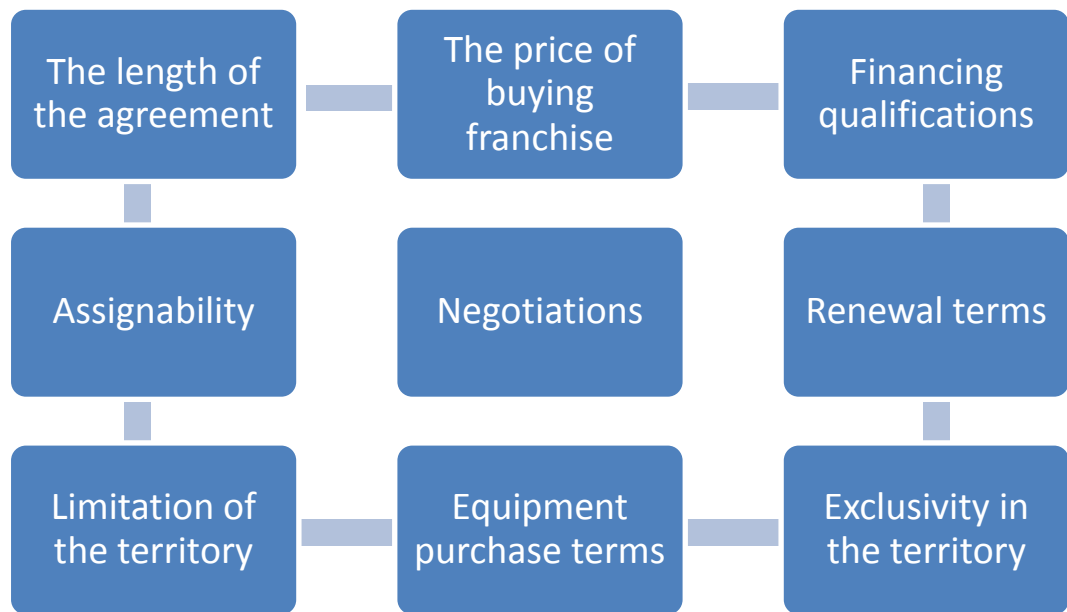 The length of
the agreement
The price of
buying
franchise
Financing
qualifications
Assignability
Negotiations
Renewal terms
Limitation of
the territory
Equipment
purchase terms
Exclusivity in
the territory